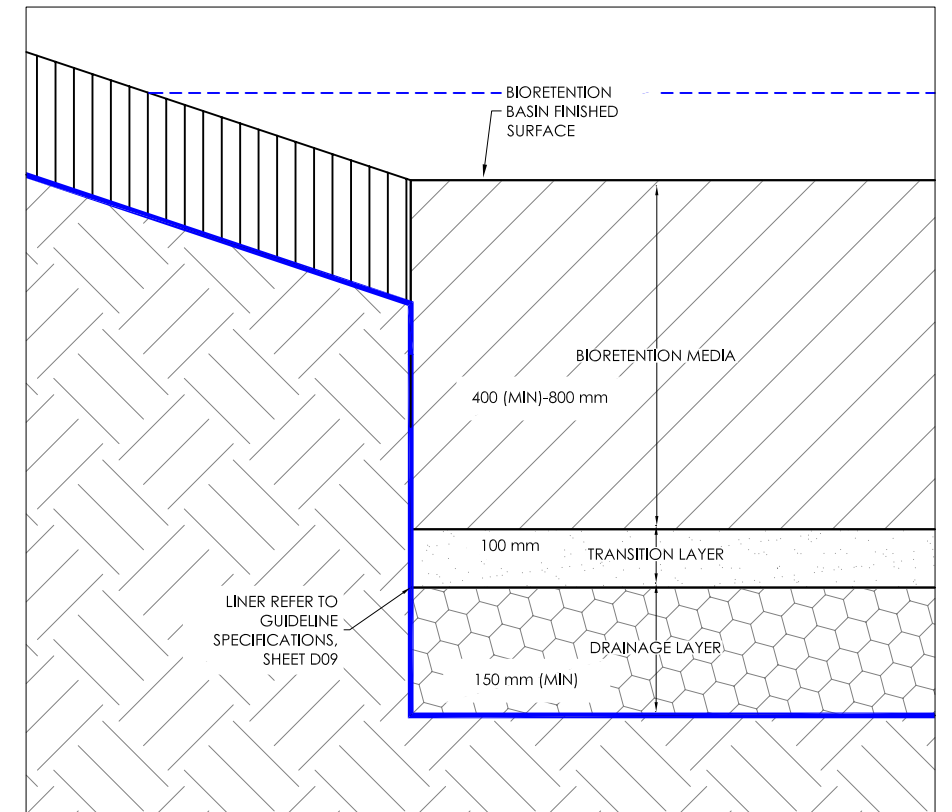 BIORETENTION
BASIN FINISHED
SURFACE
BIORETENTION MEDIA
400 (MIN)-800 mm
100 mm
TRANSITION LAYER
LINER REFER TO
GUIDELINE
SPECIFICATIONS,
SHEET D09
DRAINAGE LAYER
150 mm (MIN)